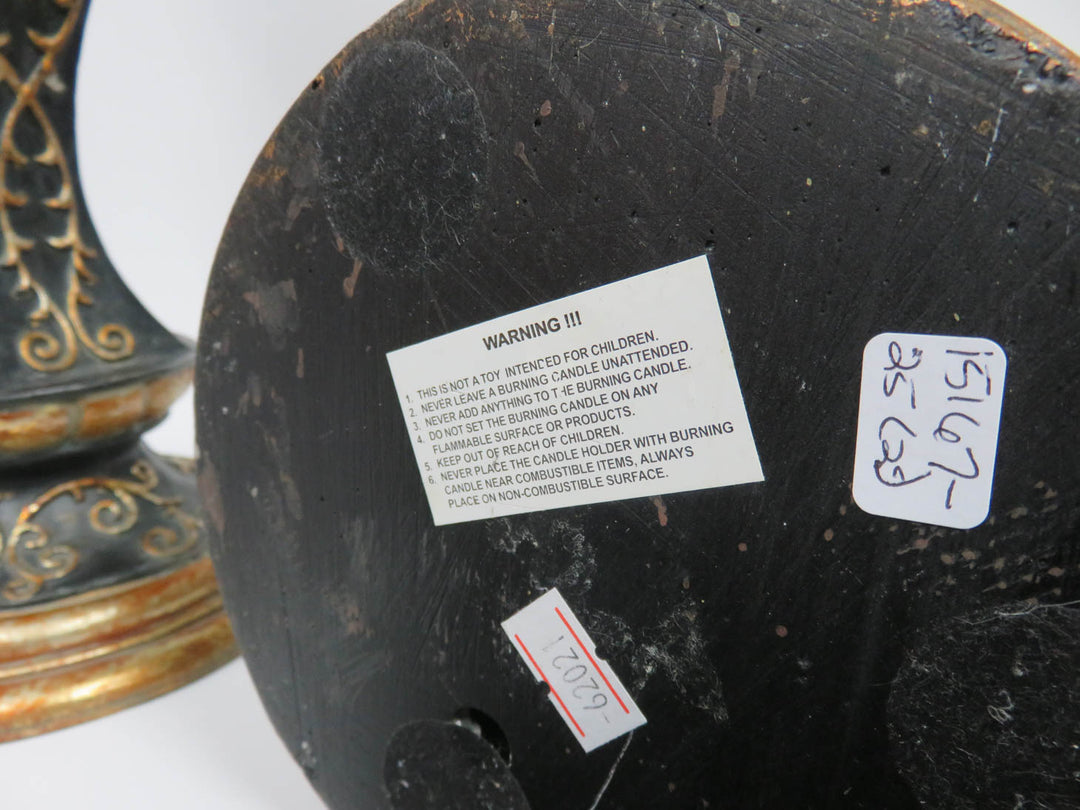 WARNING !!!
1. THIS IS NOT A TOY INTENDED FOR CHILDREN.
2. NEVER LEAVE A BURNING CANDLE UNATTENDED.
3. NEVER ADD ANYTHING TO THE BURNING CANDLE.
4. DO NOT SET THE BURNING CANDLE ON ANY
FLAMMABLE SURFACE OR PRODUCTS.
5. KEEP OUT OF REACH OF CHILDREN.
6. NEVER PLACE THE CANDLE HOLDER WITH BURNING
CANDLE NEAR COMBUSTIBLE ITEMS, ALWAYS
PLACE ON NON-COMBUSTIBLE SURFACE.
15167-
-62021